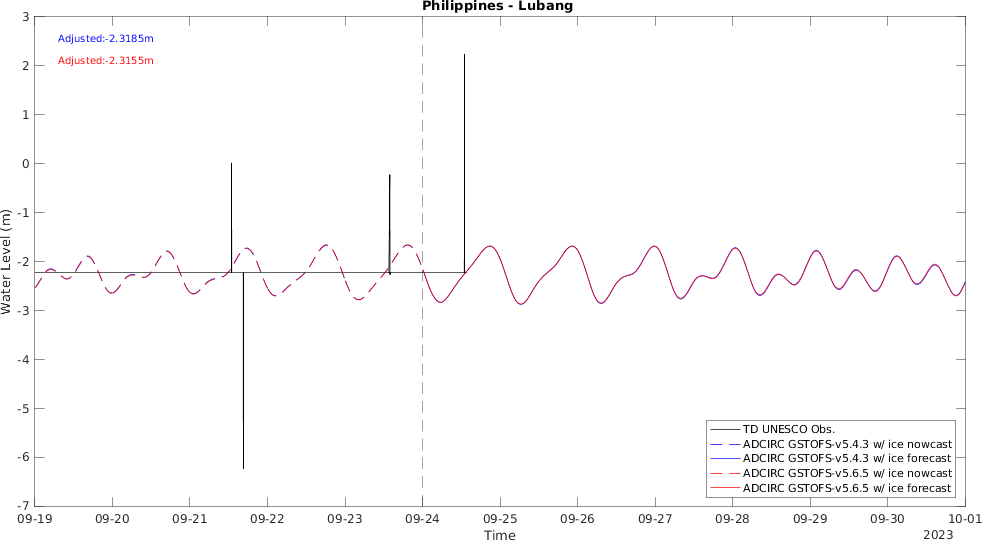 Philippines - Lubang
Adjusted:-2.3185m
Adjusted:-2.3155m
3
2
1
0
-1
-2
-3
-4
-5
-6
-7
Water Level (m)
TD UNESCO Obs.
ADCIRC GSTOFS-v5.4.3 w/ ice nowcast
ADCIRC GSTOFS-v5.4.3 w/ ice forecast
ADCIRC GSTOFS-v5.6.5 w/ ice nowcast
ADCIRC GSTOFS-v5.6.5 w/ ice forecast
09-19 09-20 09-21 09-22 09-23 09-24 09-25 09-26 09-27 09-28 09-29 09-30 10-01
Time
2023